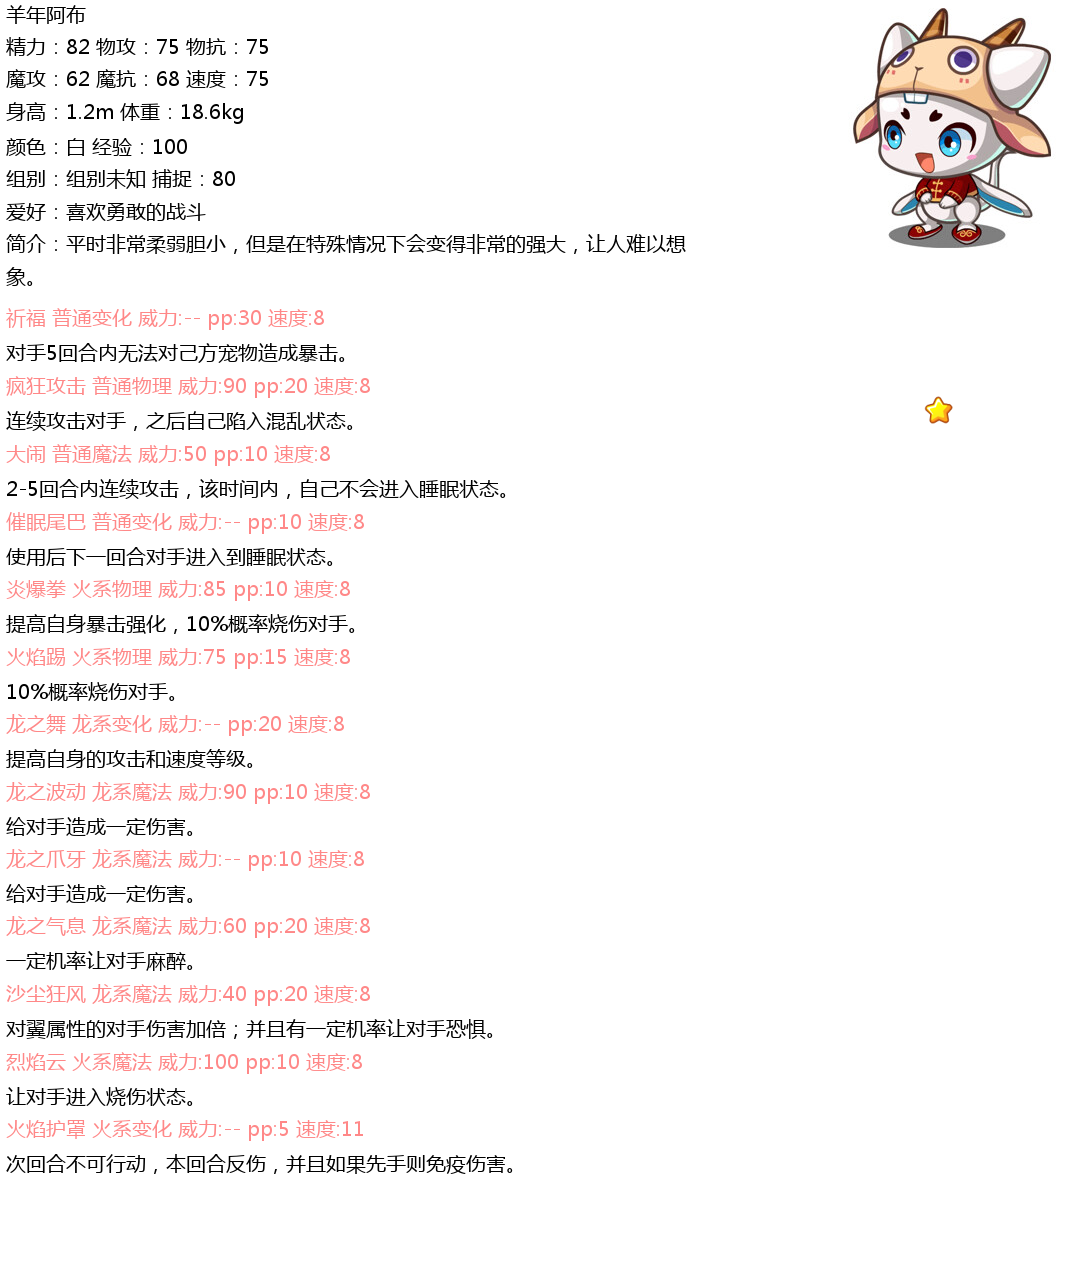 羊年阿布
精力：82 物攻：75 物抗：75
魔攻：62 魔抗：68 速度：75
身高：1.2m 体重：18.6kg
颜色：白 经验：100
组别：组别未知 捕捉：80
爱好：喜欢勇敢的战斗
简介：平时非常柔弱胆小，但是在特殊情况下会变得非常的强大，让人难以想
象。
祈福 普通变化 威力:-- pp:30 速度:8
对手5回合内无法对己方宠物造成暴击。
疯狂攻击 普通物理 威力:90 pp:20 速度:8
连续攻击对手，之后自己陷入混乱状态。
大闹 普通魔法 威力:50 pp:10 速度:8
2-5回合内连续攻击，该时间内，自己不会进入睡眠状态。
催眠尾巴 普通变化 威力:-- pp:10 速度:8
使用后下一回合对手进入到睡眠状态。
炎爆拳 火系物理 威力:85 pp:10 速度:8
提高自身暴击强化，10%概率烧伤对手。
火焰踢 火系物理 威力:75 pp:15 速度:8
10%概率烧伤对手。
龙之舞 龙系变化 威力:-- pp:20 速度:8
提高自身的攻击和速度等级。
龙之波动 龙系魔法 威力:90 pp:10 速度:8
给对手造成一定伤害。
龙之爪牙 龙系魔法 威力:-- pp:10 速度:8
给对手造成一定伤害。
龙之气息 龙系魔法 威力:60 pp:20 速度:8
一定机率让对手麻醉。
沙尘狂风 龙系魔法 威力:40 pp:20 速度:8
对翼属性的对手伤害加倍；并且有一定机率让对手恐惧。
烈焰云 火系魔法 威力:100 pp:10 速度:8
让对手进入烧伤状态。
火焰护罩 火系变化 威力:-- pp:5 速度:11
次回合不可行动，本回合反伤，并且如果先手则免疫伤害。